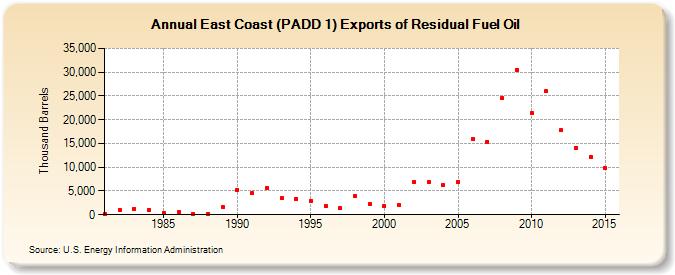 Annual East Coast (PADD 1) Exports of Residual Fuel Oil
Thousand Barrels
35,000
30,000
25,000
20,000
15,000
10,000
5,000
0
1985 1990 1995 2000 2005 2010 2015
Source: U.S. Energy Information Administration